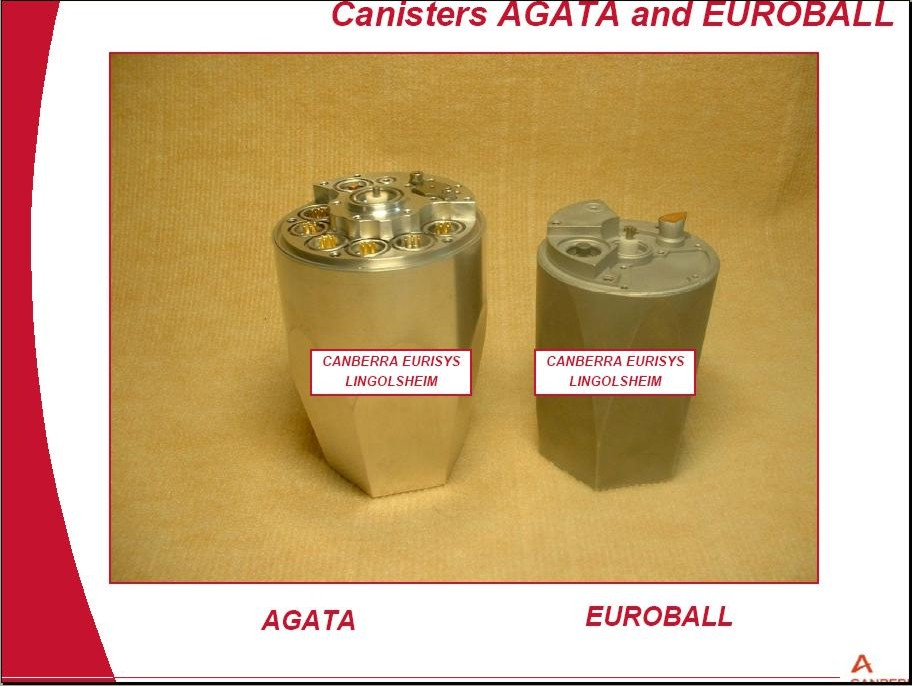 Canisters AGATA and EUROBALL
CANBERRA EURISYS
LINGOLSHEIM
CANBERRA EURISYS
LINGOLSHEIM
AGATA
EUROBALL